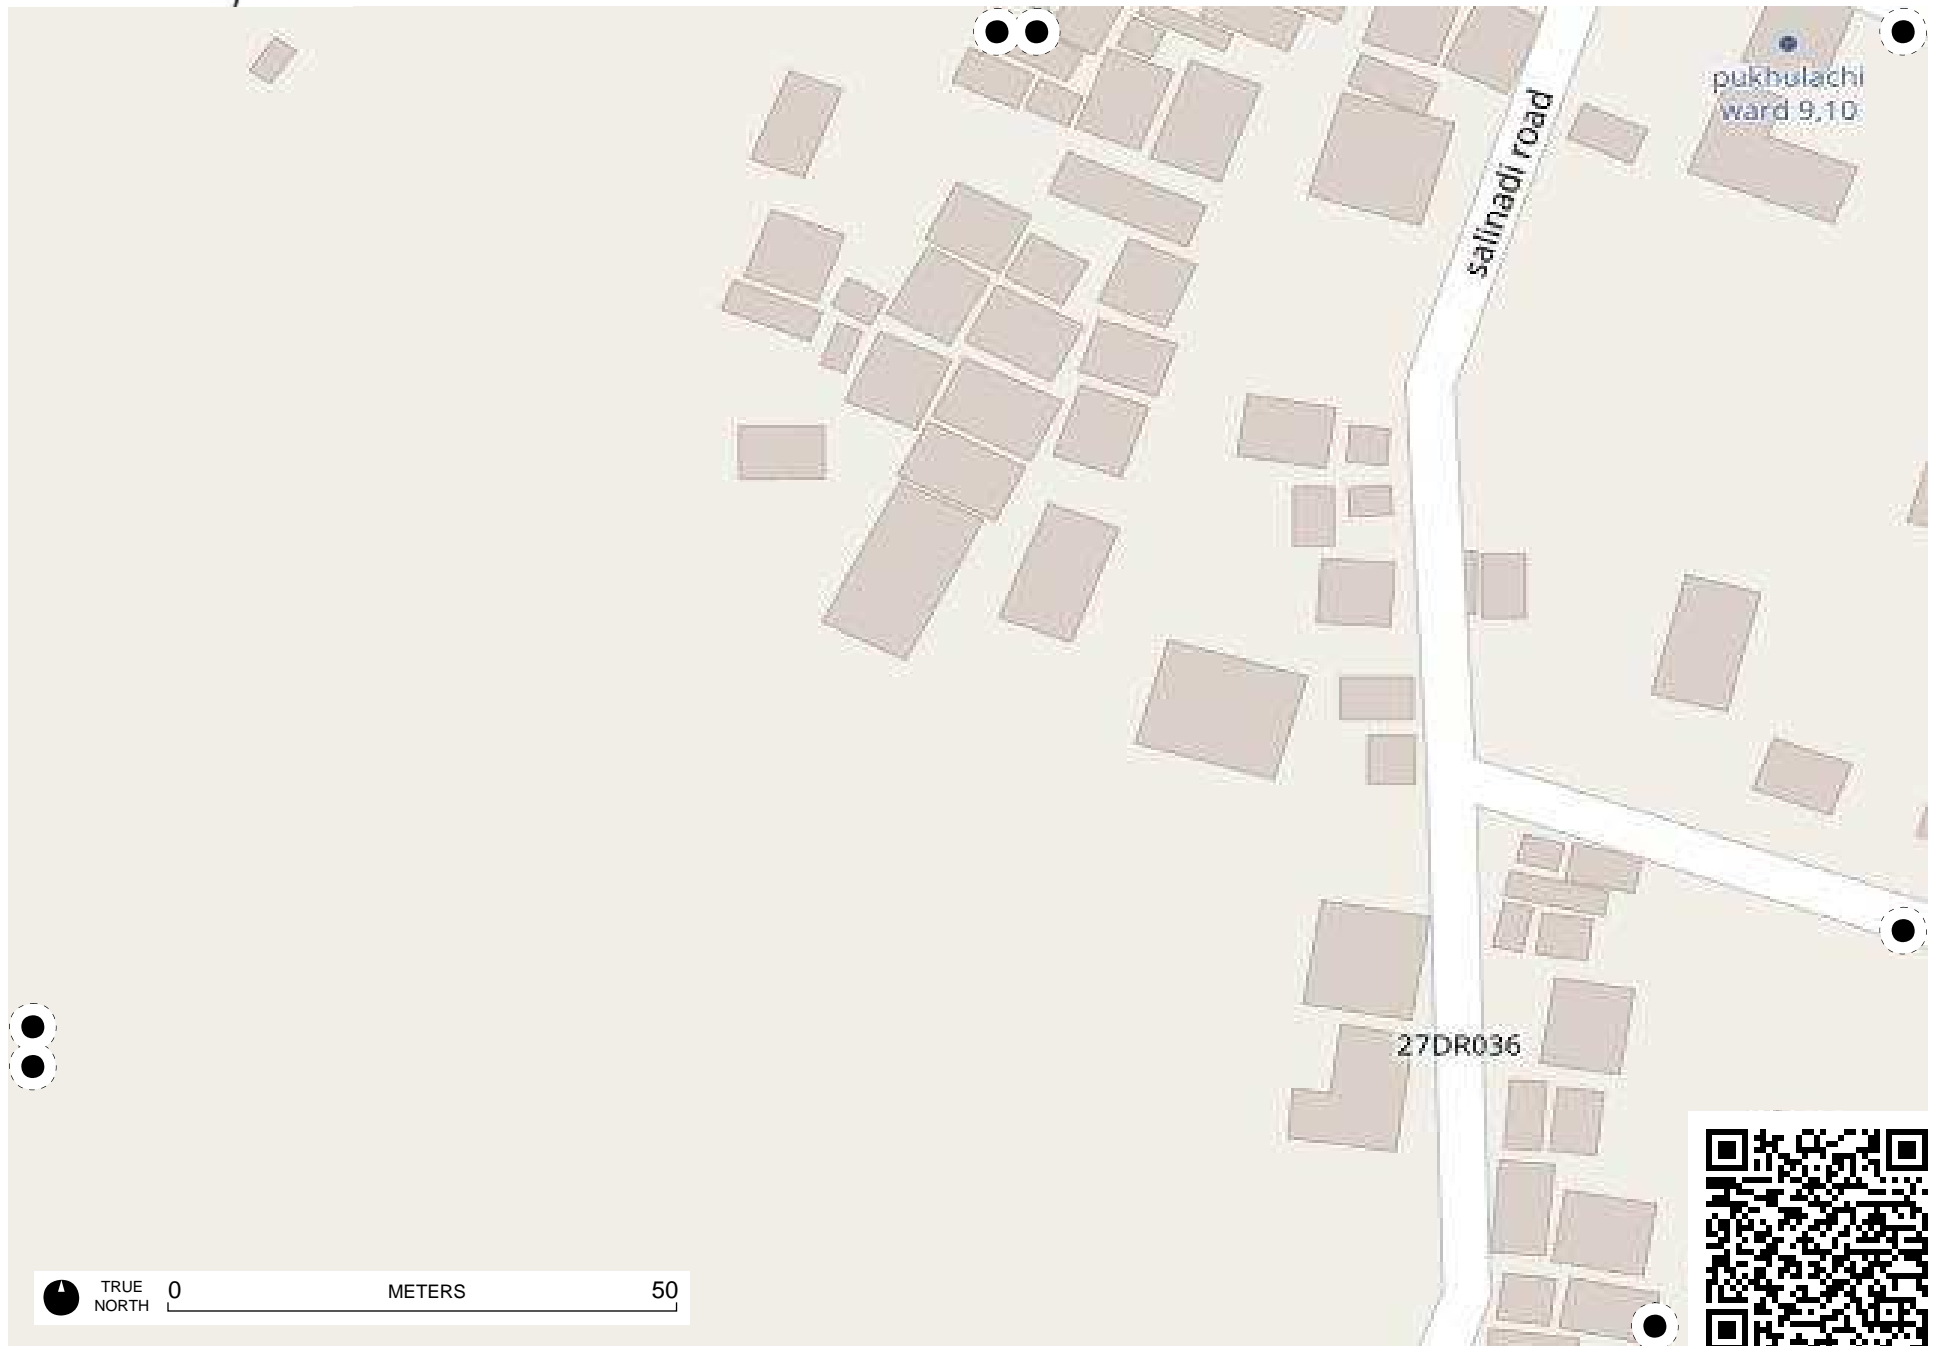 pukhulachi
ward 9,10
salinadi road
27DR036
TRUE
NORTH
0 METERS 50